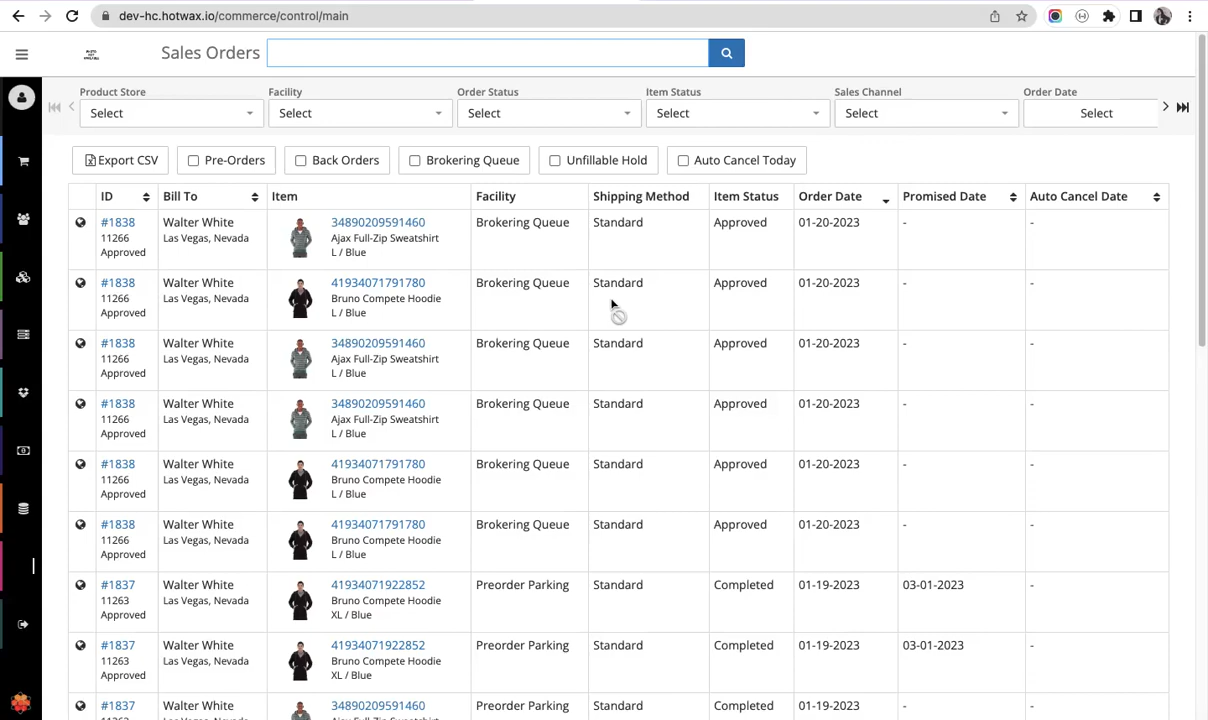 dev-hc.hotwax.io/commerce/control/main
Sales Orders
Product Store Facility Order Status Item Status Sales Channel Order Date
Select Select Select Select Select Select
Export CSV Pre-Orders Back Orders Brokering Queue Unfillable Hold Auto Cancel Today
ID Bill To Item Facility Shipping Method Item Status Order Date Promised Date Auto Cancel Date
#1838 Walter White 34890209591460 Brokering Queue Standard Approved 01-20-2023 - -
11266 Las Vegas, Nevada Ajax Full-Zip Sweatshirt
Approved L / Blue
#1838 Walter White 41934071791780 Brokering Queue Standard Approved 01-20-2023 - -
11266 Las Vegas, Nevada Bruno Compete Hoodie
Approved L / Blue
#1838 Walter White 34890209591460 Brokering Queue Standard Approved 01-20-2023 - -
11266 Las Vegas, Nevada Ajax Full-Zip Sweatshirt
Approved L / Blue
#1838 Walter White 34890209591460 Brokering Queue Standard Approved 01-20-2023 - -
11266 Las Vegas, Nevada Ajax Full-Zip Sweatshirt
Approved L / Blue
#1838 Walter White 41934071791780 Brokering Queue Standard Approved 01-20-2023 - -
11266 Las Vegas, Nevada Bruno Compete Hoodie
Approved L / Blue
#1838 Walter White 41934071791780 Brokering Queue Standard Approved 01-20-2023 - -
11266 Las Vegas, Nevada Bruno Compete Hoodie
Approved L / Blue
#1837 Walter White 41934071922852 Preorder Parking Standard Completed 01-19-2023 03-01-2023 -
11263 Las Vegas, Nevada Bruno Compete Hoodie
Approved XL / Blue
#1837 Walter White 41934071922852 Preorder Parking Standard Completed 01-19-2023 03-01-2023 -
11263 Las Vegas, Nevada Bruno Compete Hoodie
Approved XL / Blue
#1837 Walter White 34890209591460 Preorder Parking Standard Completed 01-19-2023 - -